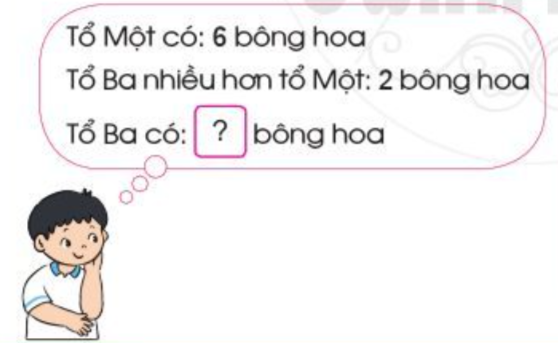 Tổ Một có: 6 bông hoa
Tổ Ba nhiều hơn tổ Một: 2 bông hoa
Tổ Ba có: ? bông hoa